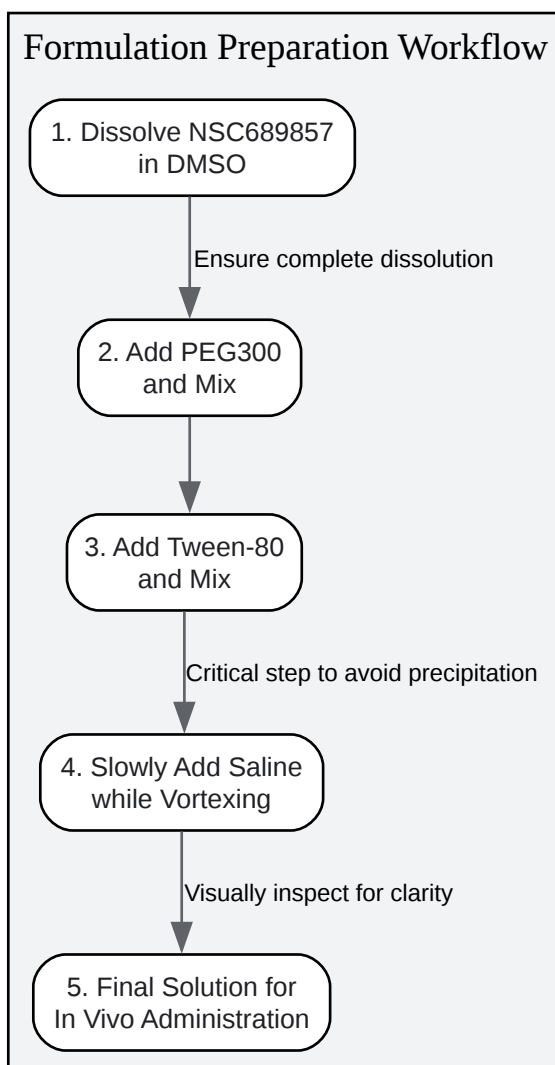 Formulation Preparation Workflow
1. Dissolve NSC689857
in DMSO
Ensure complete dissolution
2. Add PEG300
and Mix
3. Add Tween-80
and Mix
Critical step to avoid precipitation
4. Slowly Add Saline
while Vortexing
Visually inspect for clarity
5. Final Solution for
In Vivo Administration